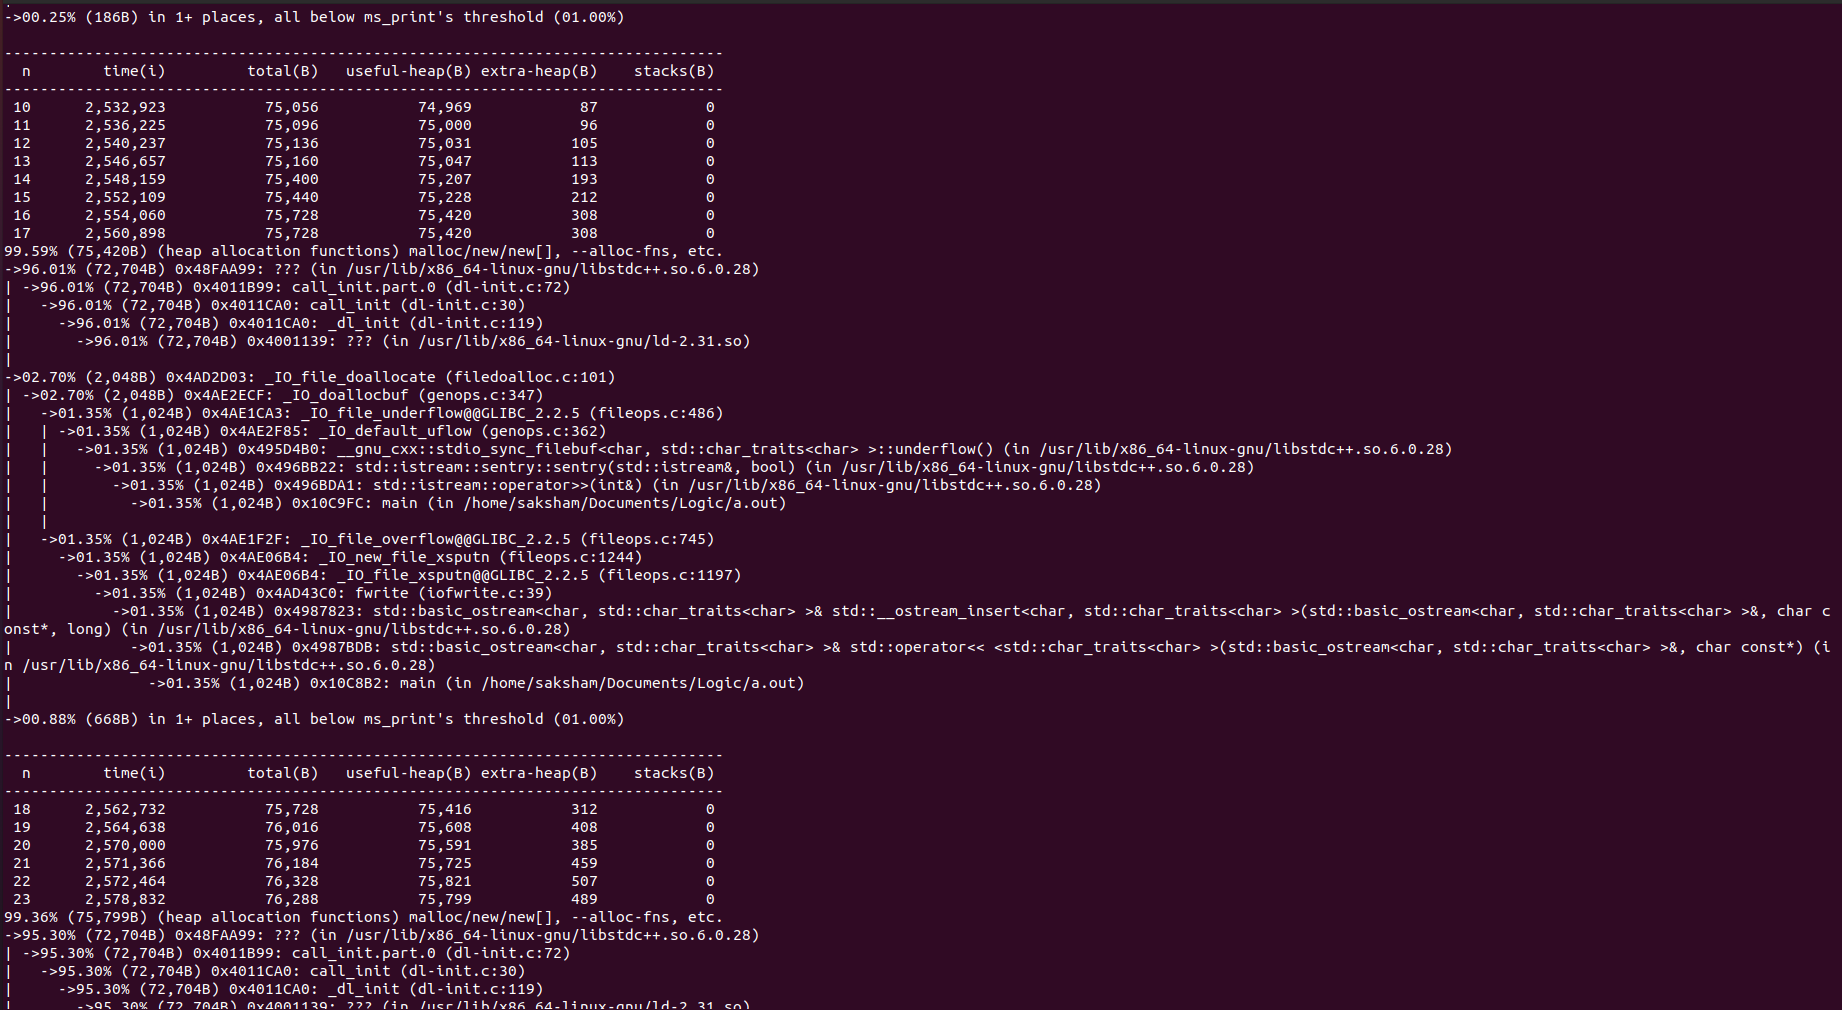 ->00.25% (186B) in 1+ places, all below ms_print's threshold (01.00%)
--------------------------------------------------------------------------------
  n        time(i)         total(B)   useful-heap(B) extra-heap(B)    stacks(B)
--------------------------------------------------------------------------------
 10      2,532,923           75,056           74,969            87            0
 11      2,536,225           75,096           75,000            96            0
 12      2,540,237           75,136           75,031           105            0
 13      2,546,657           75,160           75,047           113            0
 14      2,548,159           75,400           75,207           193            0
 15      2,552,109           75,440           75,228           212            0
 16      2,554,060           75,728           75,420           308            0
 17      2,560,898           75,728           75,420           308            0
99.59% (75,420B) (heap allocation functions) malloc/new/new[], --alloc-fns, etc.
->96.01% (72,704B) 0x48FAA99: ??? (in /usr/lib/x86_64-linux-gnu/libstdc++.so.6.0.28)
| ->96.01% (72,704B) 0x4011B99: call_init.part.0 (dl-init.c:72)
|   ->96.01% (72,704B) 0x4011CA0: call_init (dl-init.c:30)
|     ->96.01% (72,704B) 0x4011CA0: _dl_init (dl-init.c:119)
|       ->96.01% (72,704B) 0x4001139: ??? (in /usr/lib/x86_64-linux-gnu/ld-2.31.so)
|
->02.70% (2,048B) 0x4AD2D03: _IO_file_doallocate (filedoalloc.c:101)
| ->02.70% (2,048B) 0x4AE2ECF: _IO_doallocbuf (genops.c:347)
|   ->01.35% (1,024B) 0x4AE1CA3: _IO_file_underflow@@GLIBC_2.2.5 (fileops.c:486)
|   | ->01.35% (1,024B) 0x4AE2F85: _IO_default_uflow (genops.c:362)
|   |   ->01.35% (1,024B) 0x495D4B0: __gnu_cxx::stdio_sync_filebuf<char, std::char_traits<char> >::underflow() (in /usr/lib/x86_64-linux-gnu/libstdc++.so.6.0.28)
|   |     ->01.35% (1,024B) 0x496BB22: std::istream::sentry::sentry(std::istream&, bool) (in /usr/lib/x86_64-linux-gnu/libstdc++.so.6.0.28)
|   |       ->01.35% (1,024B) 0x496BDA1: std::istream::operator>>(int&) (in /usr/lib/x86_64-linux-gnu/libstdc++.so.6.0.28)
|   |         ->01.35% (1,024B) 0x10C9FC: main (in /home/saksham/Documents/Logic/a.out)
|   |
|   ->01.35% (1,024B) 0x4AE1F2F: _IO_file_overflow@@GLIBC_2.2.5 (fileops.c:745)
|     ->01.35% (1,024B) 0x4AE06B4: _IO_new_file_xsputn (fileops.c:1244)
|       ->01.35% (1,024B) 0x4AE06B4: _IO_file_xsputn@@GLIBC_2.2.5 (fileops.c:1197)
|         ->01.35% (1,024B) 0x4AD43C0: fwrite (iofwrite.c:39)
|           ->01.35% (1,024B) 0x4987823: std::basic_ostream<char, std::char_traits<char> >& std::__ostream_insert<char, std::char_traits<char> >(std::basic_ostream<char, std::char_traits<char> >&, char c
onst*, long) (in /usr/lib/x86_64-linux-gnu/libstdc++.so.6.0.28)
|             ->01.35% (1,024B) 0x4987BDB: std::basic_ostream<char, std::char_traits<char> >& std::operator<< <std::char_traits<char> >(std::basic_ostream<char, std::char_traits<char> >&, char const*) (i
n /usr/lib/x86_64-linux-gnu/libstdc++.so.6.0.28)
|               ->01.35% (1,024B) 0x10C8B2: main (in /home/saksham/Documents/Logic/a.out)
|
->00.88% (668B) in 1+ places, all below ms_print's threshold (01.00%)
--------------------------------------------------------------------------------
  n        time(i)         total(B)   useful-heap(B) extra-heap(B)    stacks(B)
--------------------------------------------------------------------------------
 18      2,562,732           75,728           75,416           312            0
 19      2,564,638           76,016           75,608           408            0
 20      2,570,000           75,976           75,591           385            0
 21      2,571,366           76,184           75,725           459            0
 22      2,572,464           76,328           75,821           507            0
 23      2,578,832           76,288           75,799           489            0
99.36% (75,799B) (heap allocation functions) malloc/new/new[], --alloc-fns, etc.
->95.30% (72,704B) 0x48FAA99: ??? (in /usr/lib/x86_64-linux-gnu/libstdc++.so.6.0.28)
| ->95.30% (72,704B) 0x4011B99: call_init.part.0 (dl-init.c:72)
|   ->95.30% (72,704B) 0x4011CA0: call_init (dl-init.c:30)
|     ->95.30% (72,704B) 0x4011CA0: _dl_init (dl-init.c:119)
|       ->95.30% (72,704B) 0x4001139: ??? (in /usr/lib/x86_64-linux-gnu/ld-2.31.so)